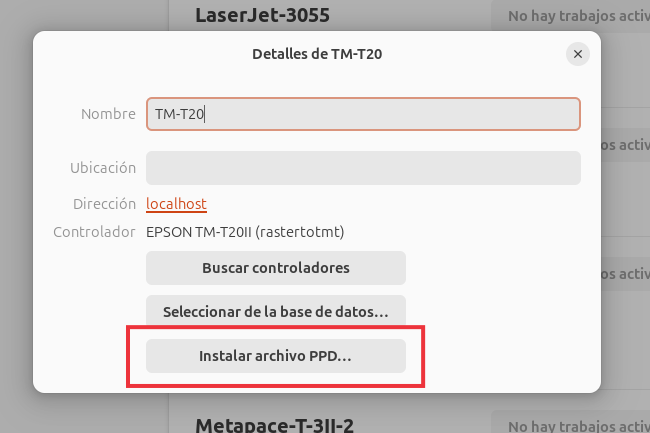 LaserJet-3055
No hay trabajos activ
Detalles de TM-T20
Nombre
TM-T20
activ
Ubicación
Dirección
localhost
Controlador
EPSON TM-T20II (rastertotmt)
Buscar controladores
os activ
Seleccionar de la base de datos…
Instalar archivo PPD…
Metapace-T-3II-2
No hay trabajos activ